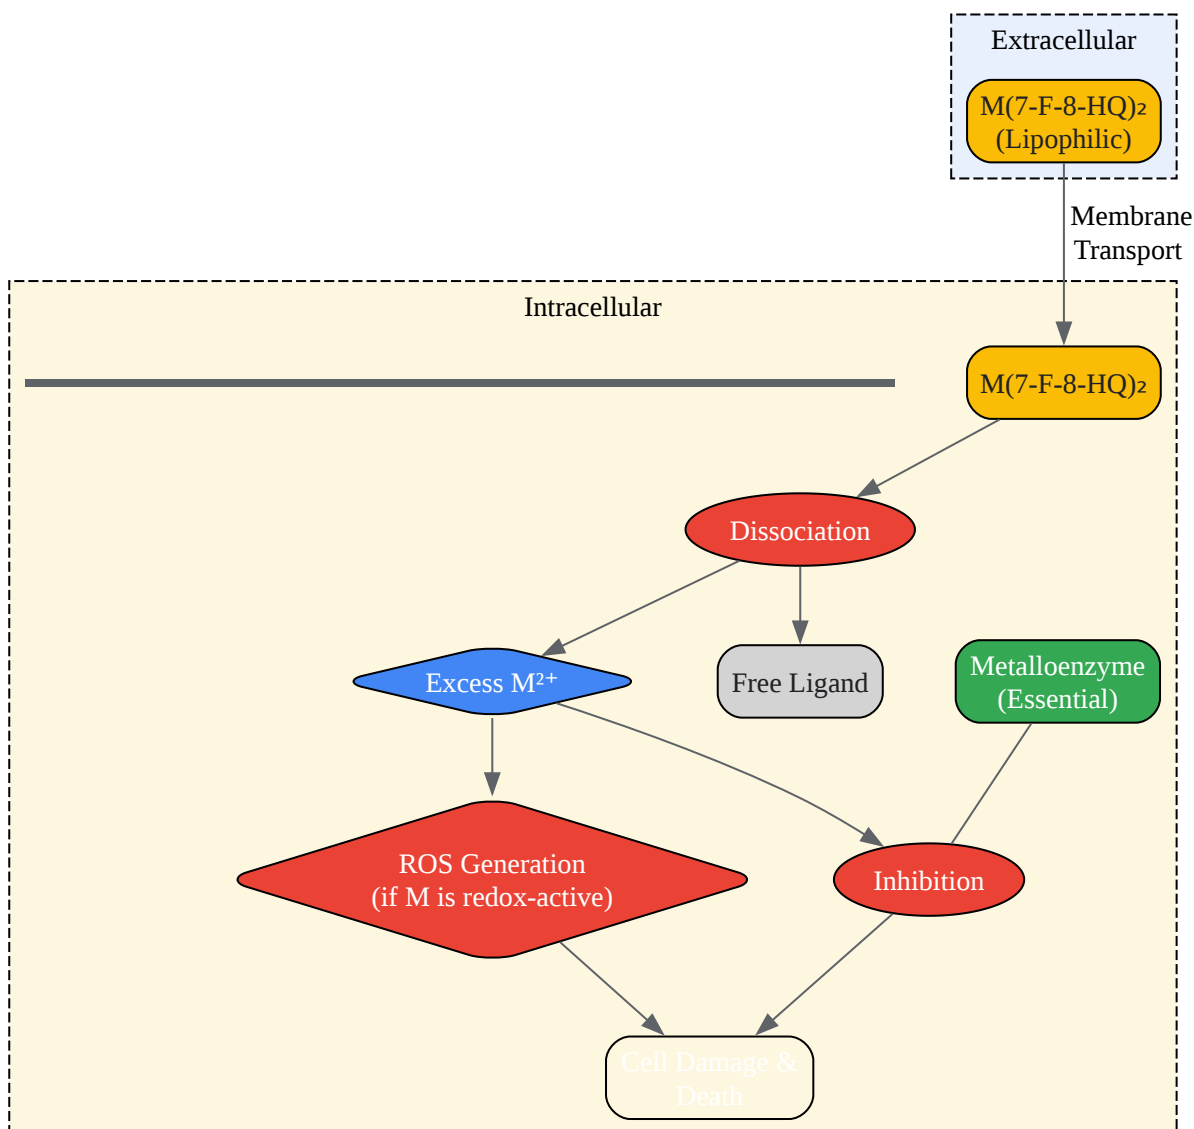 Extracellular
M(7-F-8-HQ)₂
(Lipophilic)
Membrane
Transport
Intracellular
M(7-F-8-HQ)₂
Dissociation
Excess M²⁺
Free Ligand
Metalloenzyme
(Essential)
ROS Generation
(if M is redox-active)
Inhibition
Cell Damage &
Death